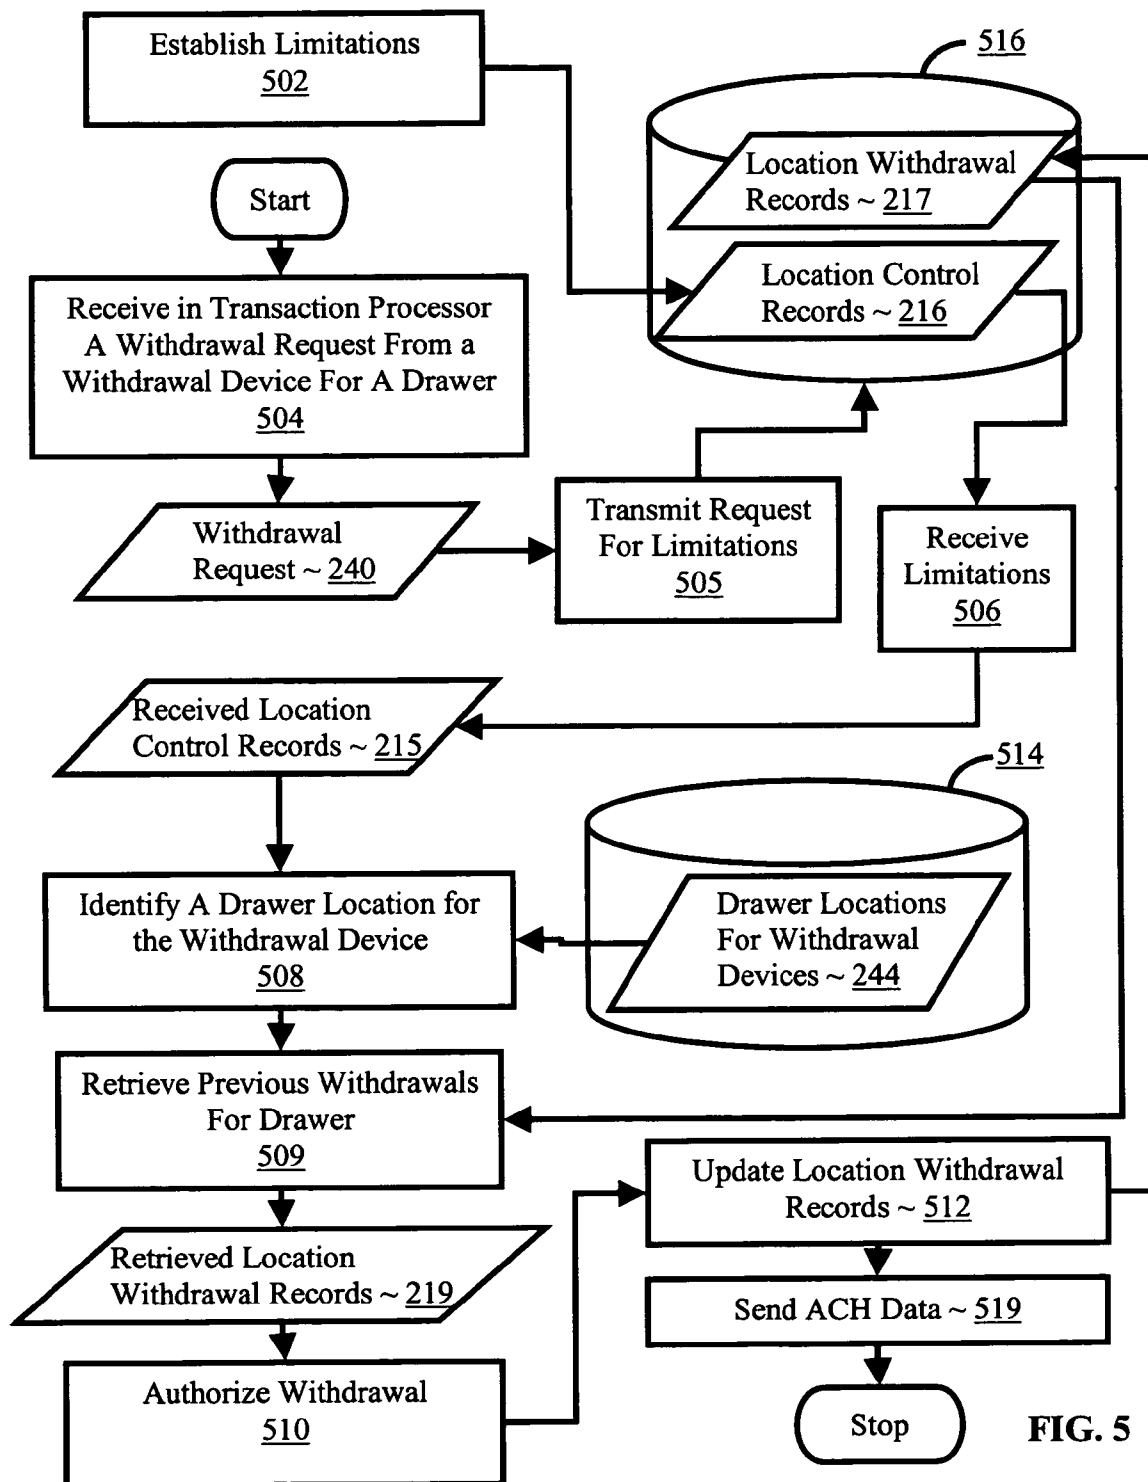 Establish Limitations
502
516
Location Withdrawal
Records ~ 217
Start
Location Control
Records ~ 216
Receive in Transaction Processor
A Withdrawal Request From a
Withdrawal Device For A Drawer
504
Transmit Request
For Limitations
505
Withdrawal
Request ~ 240
Receive
Limitations
506
Received Location
Control Records ~ 215
514
Identify A Drawer Location for
the Withdrawal Device
508
Drawer Locations
For Withdrawal
Devices ~ 244
Retrieve Previous Withdrawals
For Drawer
509
Update Location Withdrawal
Records ~ 512
Retrieved Location
Withdrawal Records ~ 219
Send ACH Data ~ 519
Authorize Withdrawal
510
Stop
FIG. 5